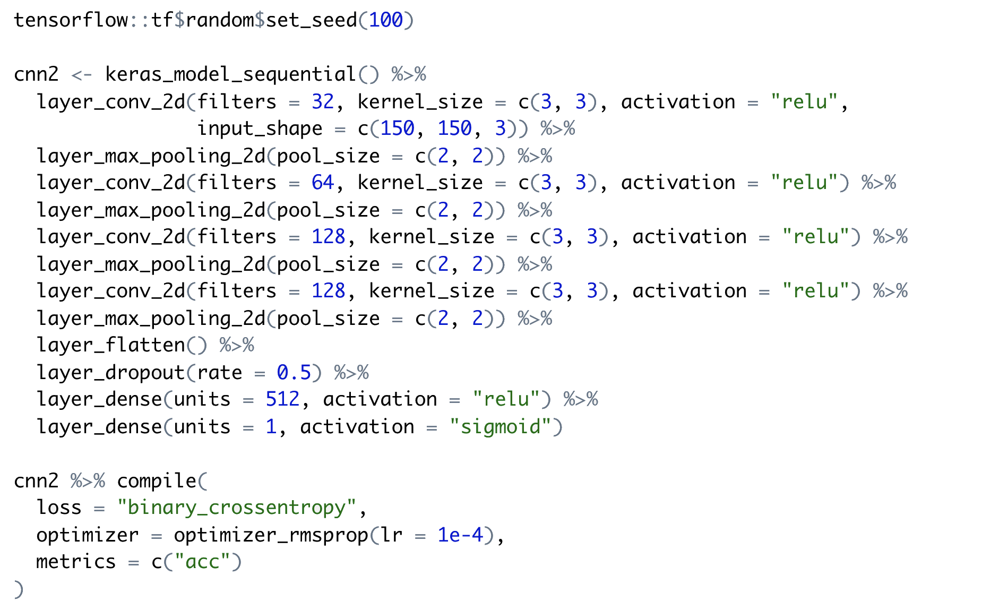 tensorflow::tf$random$set_seed(100)

cnn2 <- keras_model_sequential() %>%
  layer_conv_2d(filters = 32, kernel_size = c(3, 3), activation = "relu",
                input_shape = c(150, 150, 3)) %>%
  layer_max_pooling_2d(pool_size = c(2, 2)) %>%
  layer_conv_2d(filters = 64, kernel_size = c(3, 3), activation = "relu") %>%
  layer_max_pooling_2d(pool_size = c(2, 2)) %>%
  layer_conv_2d(filters = 128, kernel_size = c(3, 3), activation = "relu") %>%
  layer_max_pooling_2d(pool_size = c(2, 2)) %>%
  layer_conv_2d(filters = 128, kernel_size = c(3, 3), activation = "relu") %>%
  layer_max_pooling_2d(pool_size = c(2, 2)) %>%
  layer_flatten() %>%
  layer_dropout(rate = 0.5) %>%
  layer_dense(units = 512, activation = "relu") %>%
  layer_dense(units = 1, activation = "sigmoid")

cnn2 %>% compile(
  loss = "binary_crossentropy",
  optimizer = optimizer_rmsprop(lr = 1e-4),
  metrics = c("acc")
)